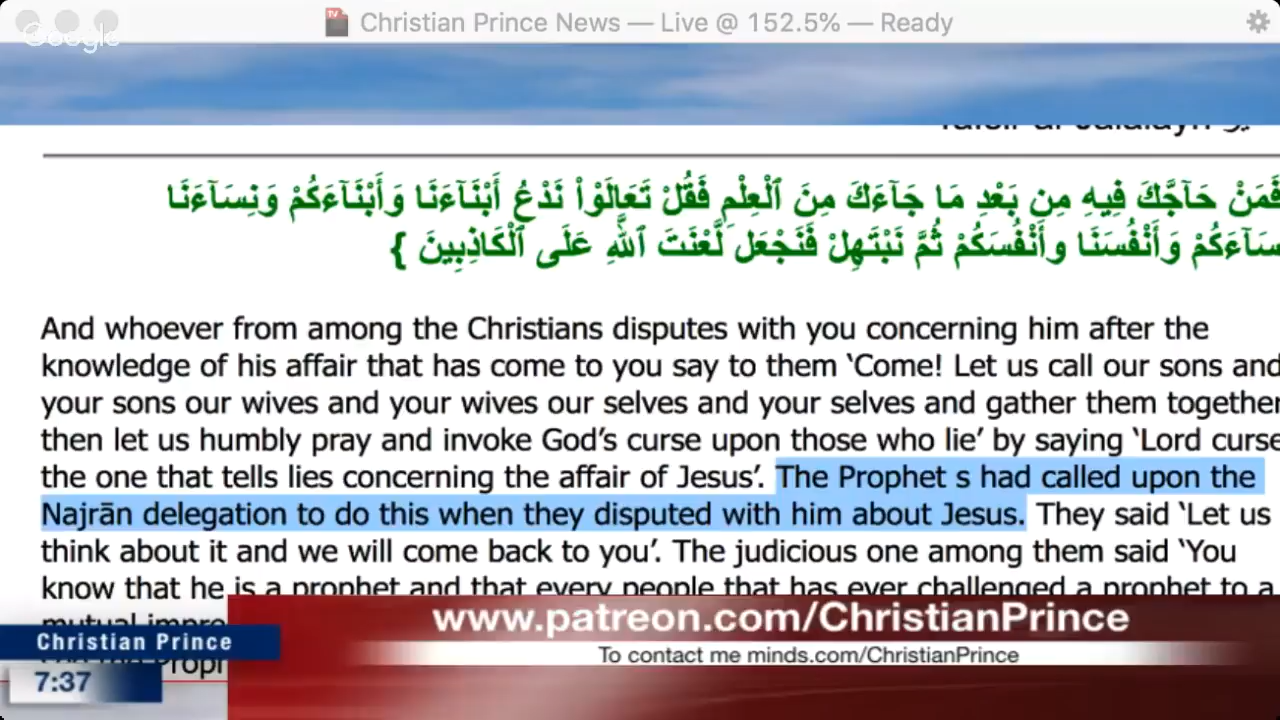 Christian Prince News — Live @ 152.5% — Ready
Google
Tafsir al-Jalalayn
فَمَنْ حَآجَّكَ فِيهِ مِن بَعْدِ مَا جَآءَكَ مِنَ ٱلْعِلْمِ فَقُلْ تَعَالَوْاْ نَدْعُ أَبْنَآءَنَا وَأَبْنَآءَكُمْ وَنِسَآءَنَا
سَآءَكُمْ وَأَنْفُسَنَا وأَنْفُسَكُمْ ثُمَّ نَبْتَهِلْ فَنَجْعَل لَّعْنَتَ ٱللَّهِ عَلَى ٱلْكَاذِبِينَ }
And whoever from among the Christians disputes with you concerning him after the
knowledge of his affair that has come to you say to them ‘Come! Let us call our sons and
your sons our wives and your wives our selves and your selves and gather them together
then let us humbly pray and invoke God’s curse upon those who lie’ by saying ‘Lord curse
the one that tells lies concerning the affair of Jesus’. The Prophet s had called upon the
Najrān delegation to do this when they disputed with him about Jesus. They said ‘Let us
think about it and we will come back to you’. The judicious one among them said ‘You
know that he is a prophet and that every people that has ever challenged a prophet to a
mutual impre
Proph
www.patreon.com/ChristianPrince
To contact me minds.com/ChristianPrince
Christian Prince
7:37